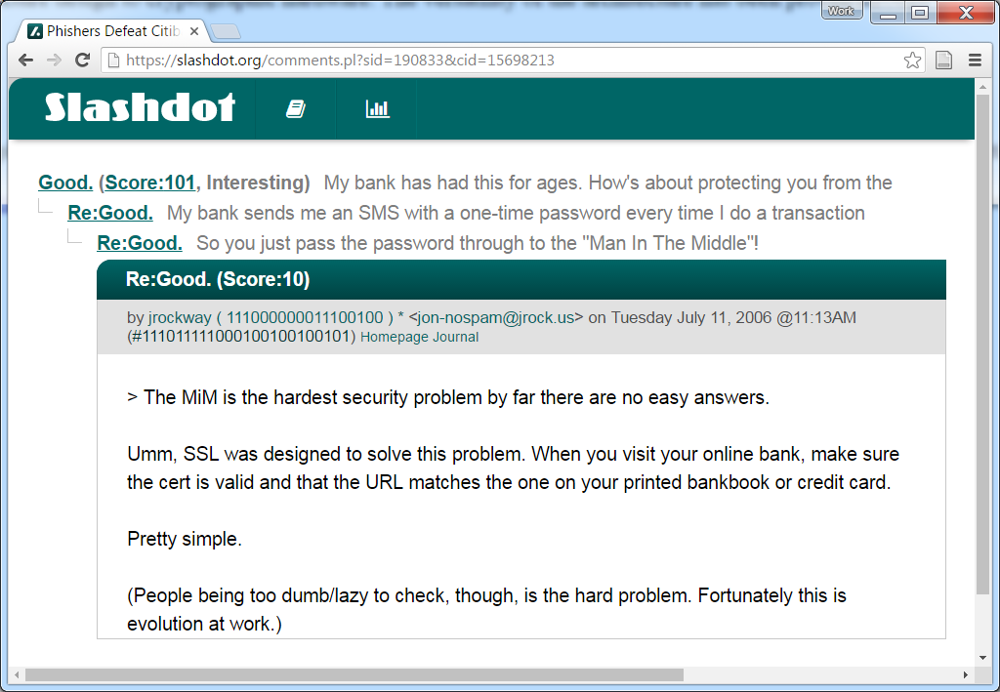 Work
Phishers Defeat Citib
https://slashdot.org/comments.pl?sid=190833&cid=15698213
Slashdot
Good. (Score:101, Interesting) My bank has had this for ages. How's about protecting you from the
Re:Good. My bank sends me an SMS with a one-time password every time I do a transaction
Re:Good. So you just pass the password through to the "Man In The Middle"!
Re:Good. (Score:10)
by jrockway ( 111000000011100100 ) * <jon-nospam@jrock.us> on Tuesday July 11, 2006 @11:13AM
(#111011111000100100100101) Homepage Journal
> The MiM is the hardest security problem by far there are no easy answers.
Umm, SSL was designed to solve this problem. When you visit your online bank, make sure
the cert is valid and that the URL matches the one on your printed bankbook or credit card.
Pretty simple.
(People being too dumb/lazy to check, though, is the hard problem. Fortunately this is
evolution at work.)